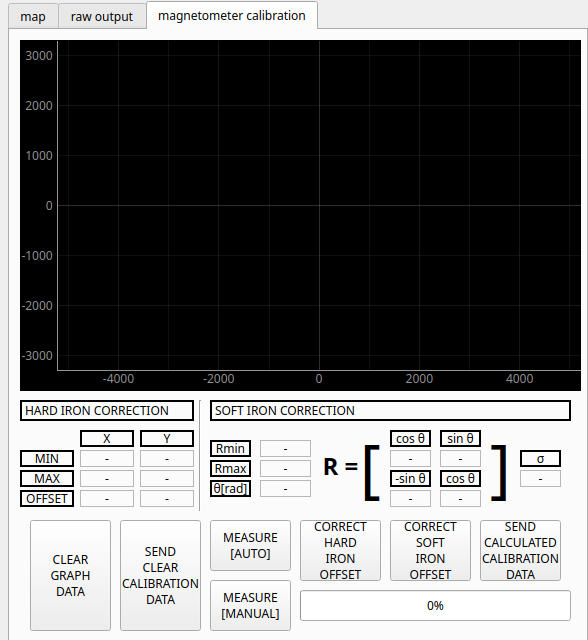 map raw output magnetometer calibration
3000
2000
1000
0
-1000
-2000
-3000
-4000 -2000 0 2000 4000
HARD IRON CORRECTION SOFT IRON CORRECTION
X Y cos θ sin θ
Rmin -
MIN - - - - σ
Rmax - R = [ ]
MAX - - -sin θ cos θ -
θ[rad] -
OFFSET - - - -
CLEAR
GRAPH
DATA
SEND
CLEAR
CALIBRATION
DATA
MEASURE
[AUTO]
MEASURE
[MANUAL]
CORRECT
HARD
IRON
OFFSET
CORRECT
SOFT
IRON
OFFSET
SEND
CALCULATED
CALIBRATION
DATA
0%